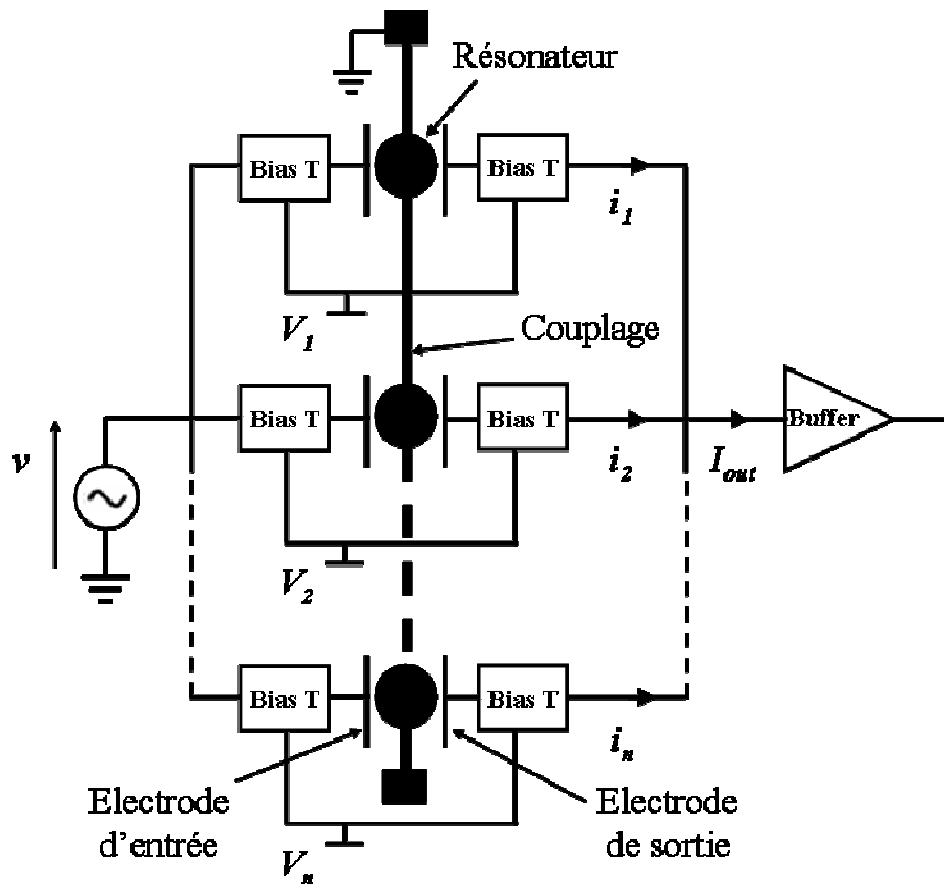 Résonateur
Bias T
Bias T
i1
V1
Couplage
Bias T
Bias T
Buffer
v
i2
Iout
V2
Bias T
Bias T
in
Electrode
d'entrée
Electrode
de sortie
Vn